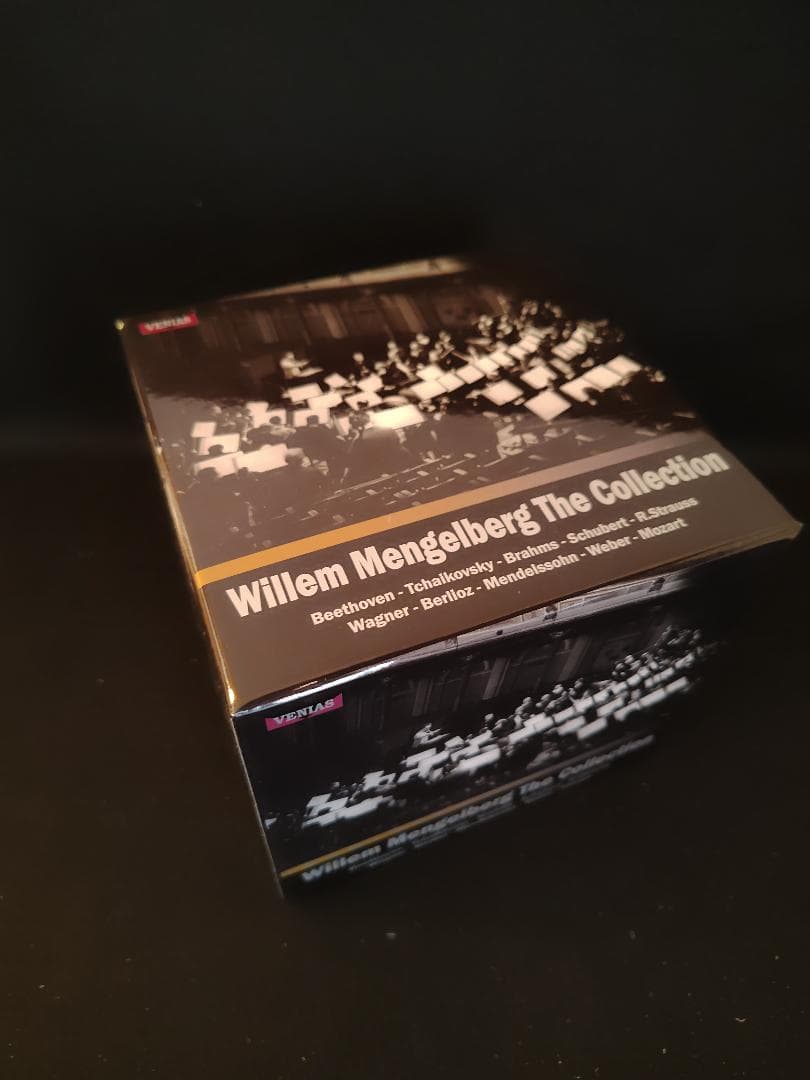 VENIAS
Willem Mengelberg The Collection
Beethoven - Tchaikovsky - Brahms - Schubert - R.Strauss
Wagner - Berlioz - Mendelssohn - Weber - Mozart
VENIAS
Willem Mengelberg The Collection